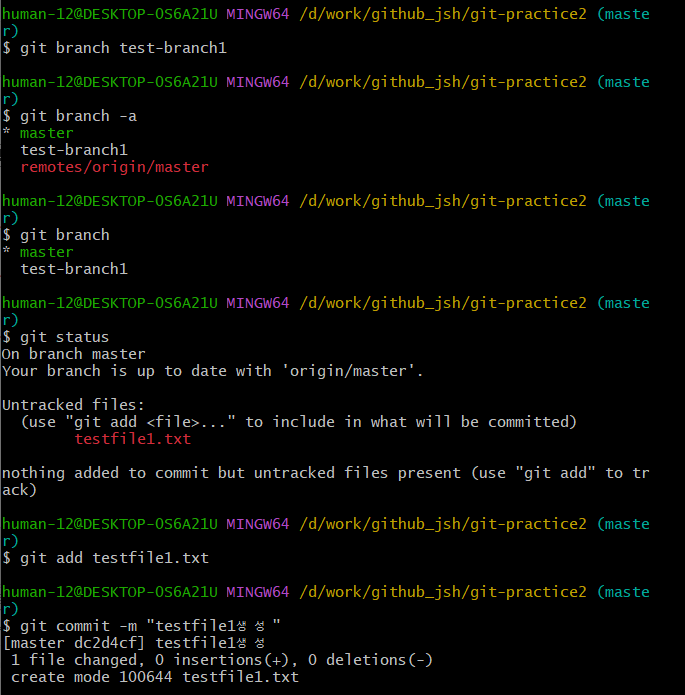 human-12@DESKTOP-OS6A21U MINGW64 /d/work/github_jsh/git-practice2 (maste
r)
$ git branch test-branch1
human-12@DESKTOP-OS6A21U MINGW64 /d/work/github_jsh/git-practice2 (maste
r)
$ git branch -a
* master
  test-branch1
  remotes/origin/master
human-12@DESKTOP-OS6A21U MINGW64 /d/work/github_jsh/git-practice2 (maste
r)
$ git branch
* master
  test-branch1
human-12@DESKTOP-OS6A21U MINGW64 /d/work/github_jsh/git-practice2 (maste
r)
$ git status
On branch master
Your branch is up to date with 'origin/master'.
Untracked files:
  (use "git add <file>..." to include in what will be committed)
        testfile1.txt
nothing added to commit but untracked files present (use "git add" to tr
ack)
human-12@DESKTOP-OS6A21U MINGW64 /d/work/github_jsh/git-practice2 (maste
r)
$ git add testfile1.txt
human-12@DESKTOP-OS6A21U MINGW64 /d/work/github_jsh/git-practice2 (maste
r)
$ git commit -m "testfile1생 성 "
[master dc2d4cf] testfile1생 성
 1 file changed, 0 insertions(+), 0 deletions(-)
 create mode 100644 testfile1.txt